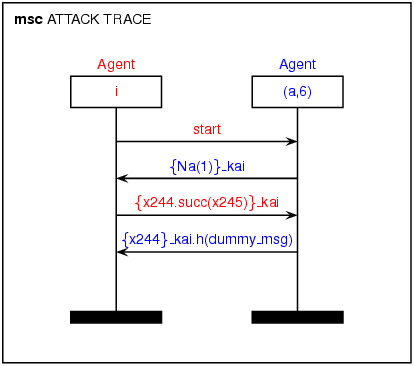 msc ATTACK TRACE
Agent Agent
i (a,6)
start
{Na(1)}_kai
{x244.succ(x245)}_kai
{x244}_kai.h(dummy_msg)